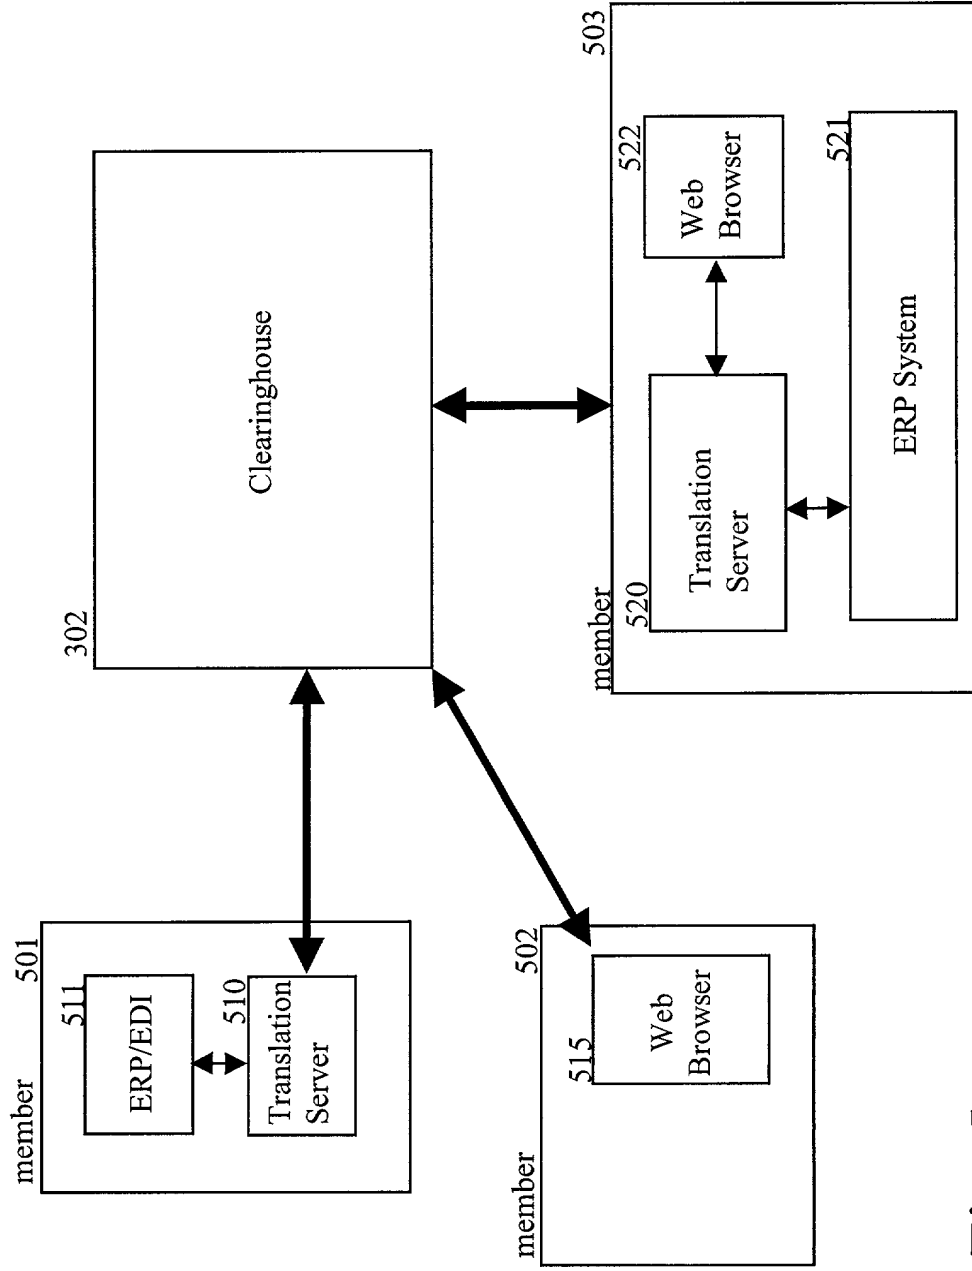 member
501
511
ERP/EDI
510
Translation
Server
302
Clearinghouse
member
502
515
Web
Browser
member
503
520
Translation
Server
522
Web
Browser
521
ERP System